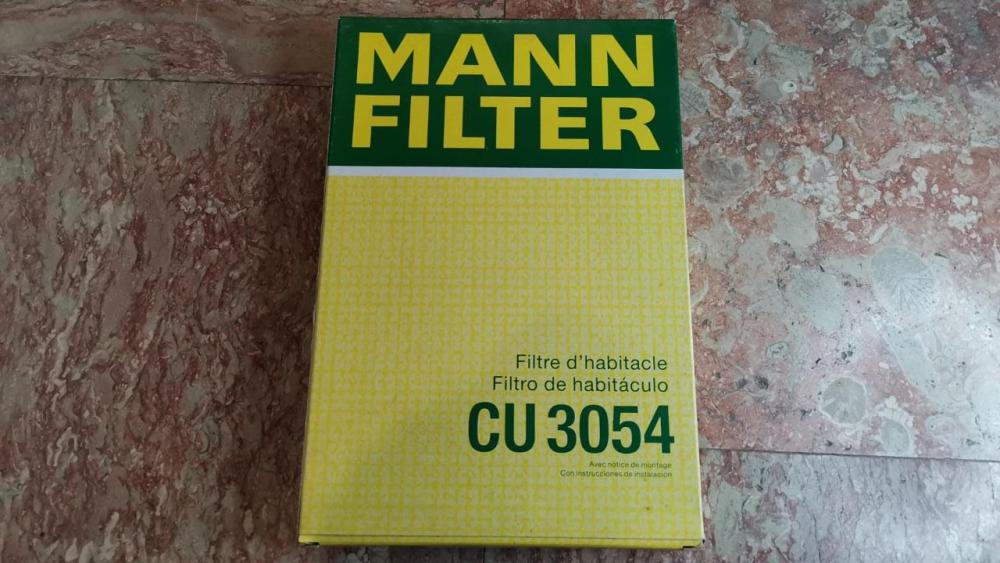 MANN
FILTER
Filtre d'habitacle
Filtro de habitáculo
CU 3054
Avec notice de montage
Con instrucciones de instalación